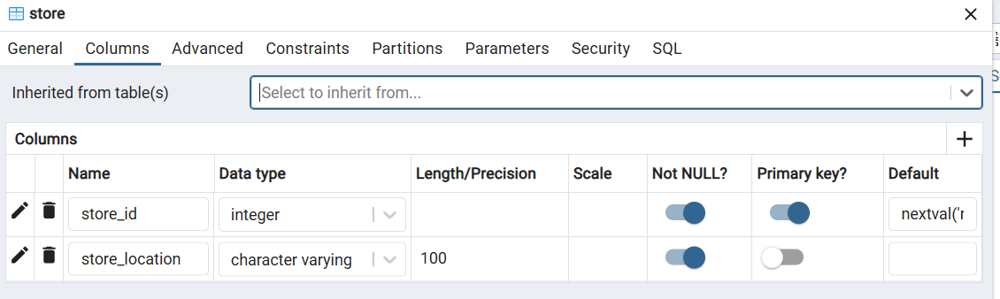 store
General Columns Advanced Constraints Partitions Parameters Security SQL
Inherited from table(s) Select to inherit from...
Columns
Name Data type Length/Precision Scale Not NULL? Primary key? Default
store_id integer nextval('r
store_location character varying 100